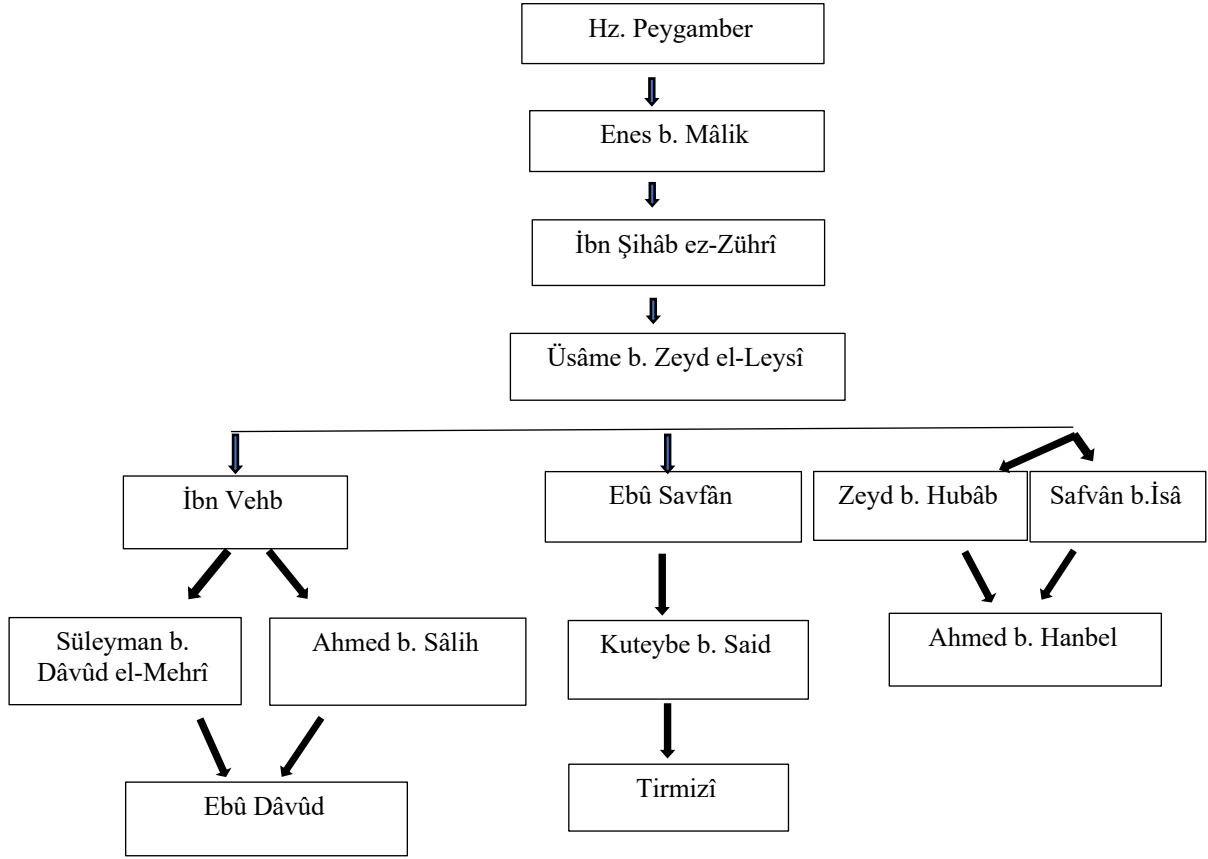 Hz. Peygamber
Enes b. Mâlik
İbn Şihâb ez-Zührî
Üsâme b. Zeyd el-Leysî
İbn Vehb
Ebû Savfân
Zeyd b. Hubâb
Safvân b.İsâ
Süleyman b.
Dâvûd el-Mehrî
Ahmed b. Sâlih
Kuteybe b. Said
Ahmed b. Hanbel
Ebû Dâvûd
Tirmizî